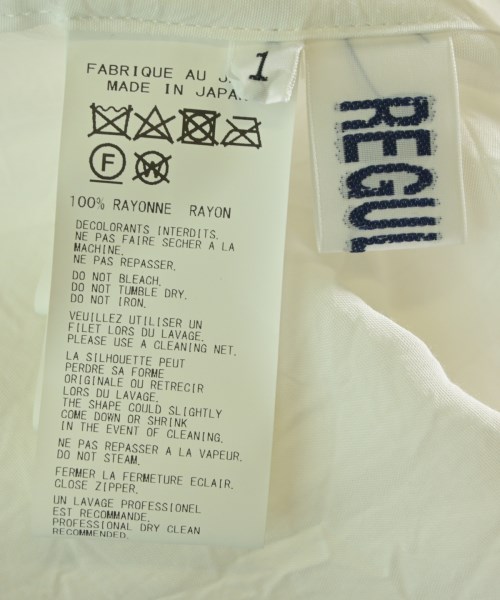 FABRIQUE AU J
MADE IN JAPA
1
REGUL
F
W
100% RAYONNE RAYON
DECOLORANTS INTERDITS.
NE PAS FAIRE SECHER A LA
MACHINE.
NE PAS REPASSER.
DO NOT BLEACH.
DO NOT TUMBLE DRY.
DO NOT IRON.
VEUILLEZ UTILISER UN
FILET LORS DU LAVAGE.
PLEASE USE A CLEANING NET.
LA SILHOUETTE PEUT
PERDRE SA FORME
ORIGINALE OU RETRECIR
LORS DU LAVAGE.
THE SHAPE COULD SLIGHTLY
COME DOWN OR SHRINK
IN THE EVENT OF CLEANING.
NE PAS REPASSER A LA VAPEUR.
DO NOT STEAM.
FERMER LA FERMETURE ECLAIR.
CLOSE ZIPPER.
UN LAVAGE PROFESSIONEL
EST RECOMMANDE.
PROFESSIONAL DRY CLEAN
RECOMMENDED.